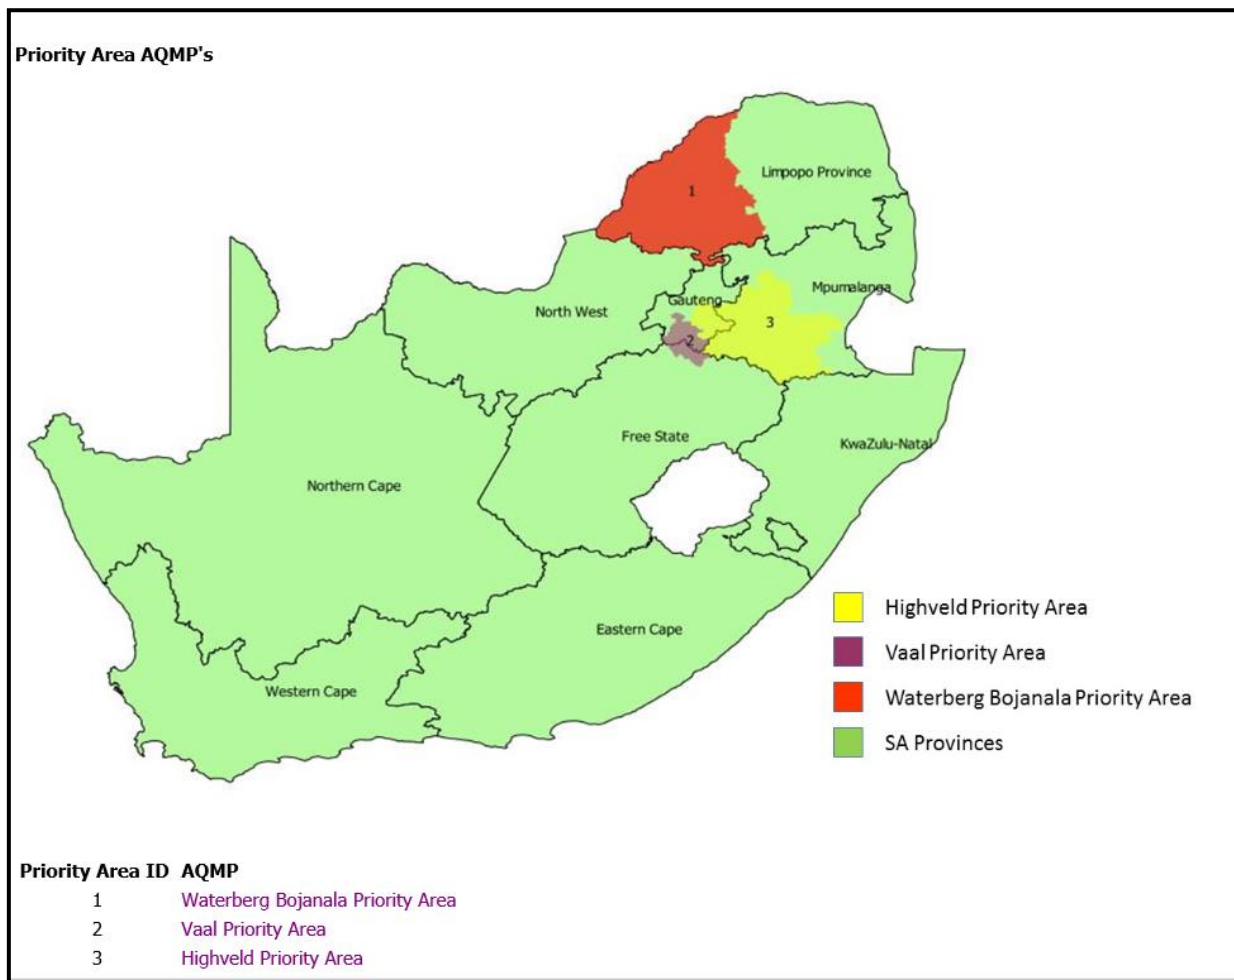 Priority Area AQMP's
Limpopo Province
1
Mpumalanga
Gauteng
North West
3
2
Free State
KwaZulu-Natal
Northern Cape
Eastern Cape
Western Cape
Highveld Priority Area
Vaal Priority Area
Waterberg Bojanala Priority Area
SA Provinces
Priority Area ID AQMP
1 Waterberg Bojanala Priority Area
2 Vaal Priority Area
3 Highveld Priority Area